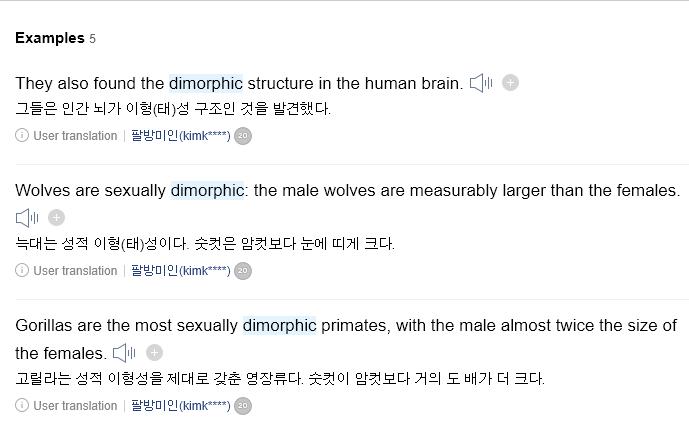 Examples 5
They also found the dimorphic structure in the human brain.
그들은 인간 뇌가 이형(태)성 구조인 것을 발견했다.
User translation | 팔방미인(kimk****) 20
Wolves are sexually dimorphic: the male wolves are measurably larger than the females.
늑대는 성적 이형(태)성이다. 숫컷은 암컷보다 눈에 띠게 크다.
User translation | 팔방미인(kimk****) 20
Gorillas are the most sexually dimorphic primates, with the male almost twice the size of
the females.
고릴라는 성적 이형성을 제대로 갖춘 영장류다. 숫컷이 암컷보다 거의 도 배가 더 크다.
User translation | 팔방미인(kimk****) 20